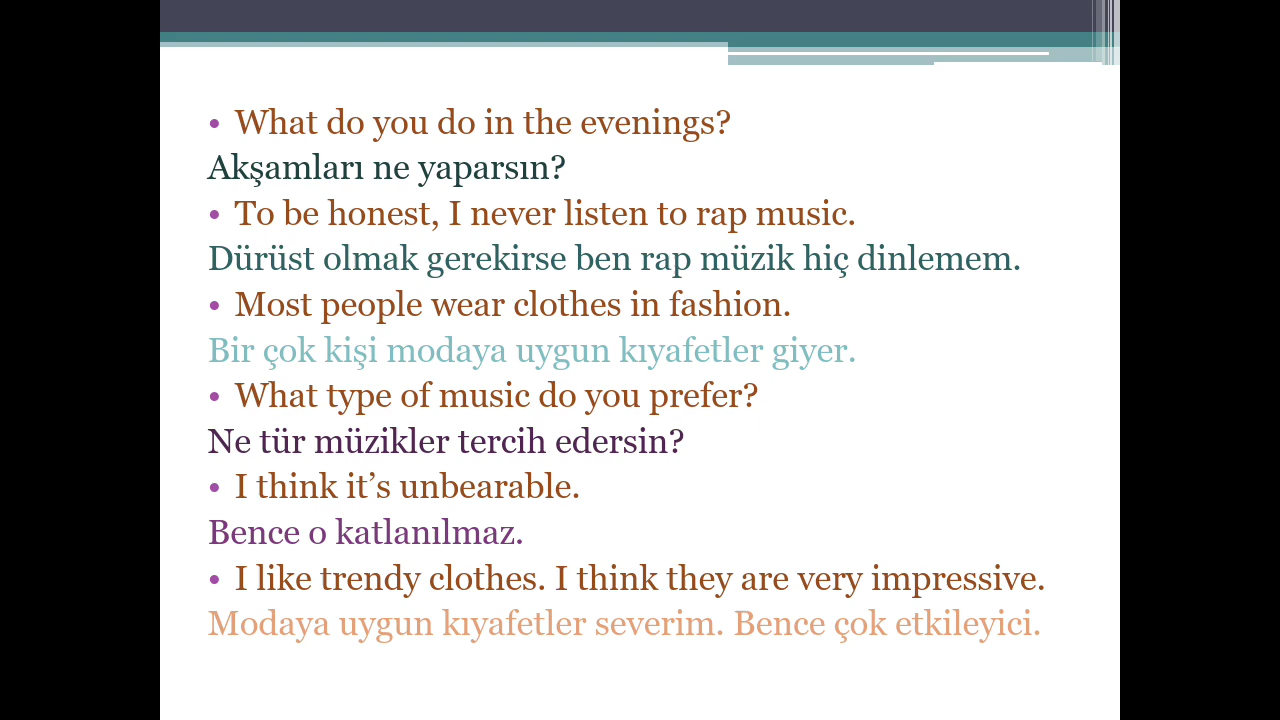 • What do you do in the evenings?
Akşamları ne yaparsın?
• To be honest, I never listen to rap music.
Dürüst olmak gerekirse ben rap müzik hiç dinlemem.
• Most people wear clothes in fashion.
Bir çok kişi modaya uygun kıyafetler giyer.
• What type of music do you prefer?
Ne tür müzikler tercih edersin?
• I think it’s unbearable.
Bence o katlanılmaz.
• I like trendy clothes. I think they are very impressive.
Modaya uygun kıyafetler severim. Bence çok etkileyici.